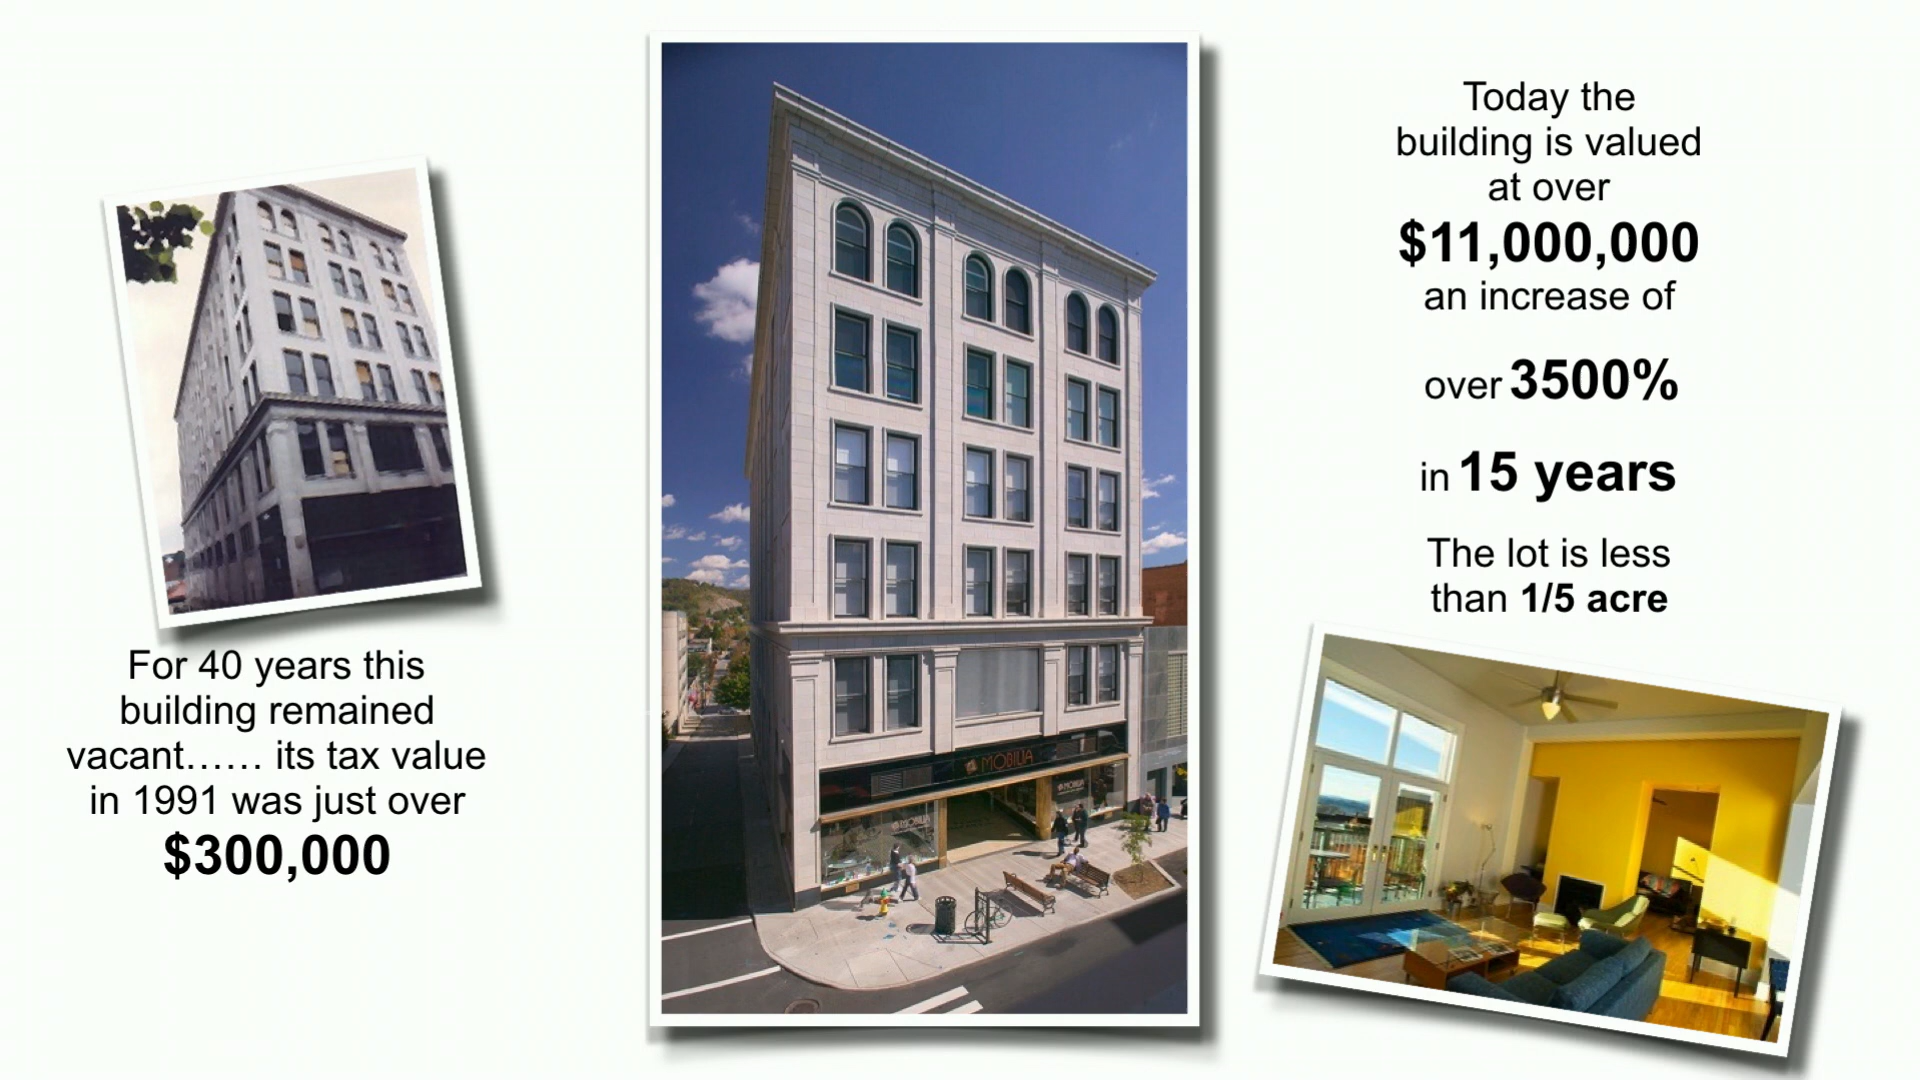 For 40 years this
building remained
vacant…… its tax value
in 1991 was just over
$300,000
MOBILIA
MOBILIA
MOBILIA
Today the
building is valued
at over
$11,000,000
an increase of
over 3500%
in 15 years
The lot is less
than 1/5 acre